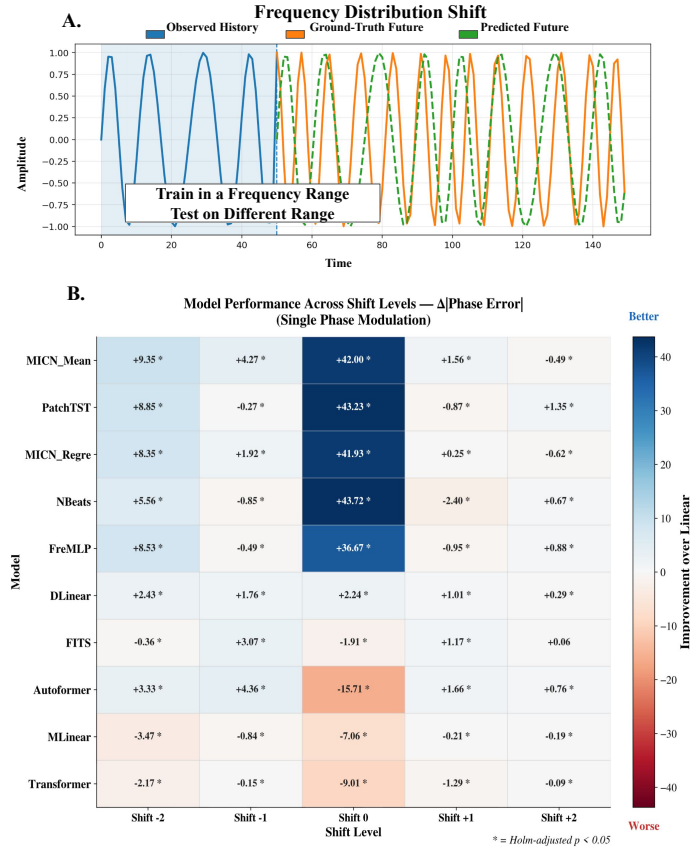 A.
Frequency Distribution Shift
Observed History Ground-Truth Future Predicted Future
1.00
0.75
0.50
0.25
0.00
−0.25
−0.50
−0.75
−1.00
Amplitude
Train in a Frequency Range
Test on Different Range
0 20 40 60 80 100 120 140
Time
B.
Model Performance Across Shift Levels — Δ|Phase Error|
(Single Phase Modulation)
Better
MICN_Mean +9.35 * +4.27 * +42.00 * +1.56 * -0.49 *
PatchTST +8.85 * -0.27 * +43.23 * -0.87 * +1.35 *
MICN_Regre +8.35 * +1.92 * +41.93 * +0.25 * -0.62 *
NBeats +5.56 * -0.85 * +43.72 * -2.40 * +0.67 *
FreMLP +8.53 * -0.49 * +36.67 * -0.95 * +0.88 *
DLinear +2.43 * +1.76 * +2.24 * +1.01 * +0.29 *
FITS -0.36 * +3.07 * -1.91 * +1.17 * +0.06
Autoformer +3.33 * +4.36 * -15.71 * +1.66 * +0.76 *
MLinear -3.47 * -0.84 * -7.06 * -0.21 * -0.19 *
Transformer -2.17 * -0.15 * -9.01 * -1.29 * -0.09 *
Model
Shift -2 Shift -1 Shift 0 Shift +1 Shift +2
Shift Level
40
30
20
10
0
−10
−20
−30
−40
Improvement over Linear
Worse
* = Holm-adjusted p < 0.05